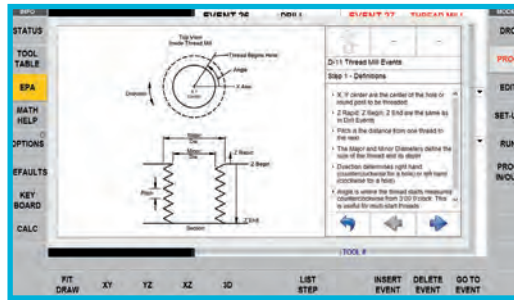 EVENT 26 DRILL EVENT 27 THREAD MILL
STATUS
TOOL
TABLE
EPA
MATH
HELP
OPTIONS
DEFAULTS
KEY
BOARD
CALC
Top View
Inside Thread Mill
Thread Begins Here
Angle
X Axis
Direction
X Y
Center
Major
Dia
Minor
Dia
Z Rapid
Z Begin
Pitch
Z End
Section
D-11 Thread Mill Events
Step 1 - Definitions
X, Y center are the center of the hole or
round post to be threaded
Z Rapid, Z Begin, Z End are the same as
in Drill Events
Pitch is the distance from one thread to
the next
The Major and Minor Diameters define the
size of the thread and its depth
Direction determines right hand
(counterclockwise for a hole) or left hand
(clockwise for a hole)
Angle is where the thread starts measured
counterclockwise from 3:00 o'clock. This
is useful for multi-start threads
TOOL #
DRO
PRO
EDIT
SET-U
RUN
PRO
IN/OU
FIT
DRAW
XY
YZ
XZ
3D
LIST
STEP
INSERT
EVENT
DELETE
EVENT
GO TO
EVENT